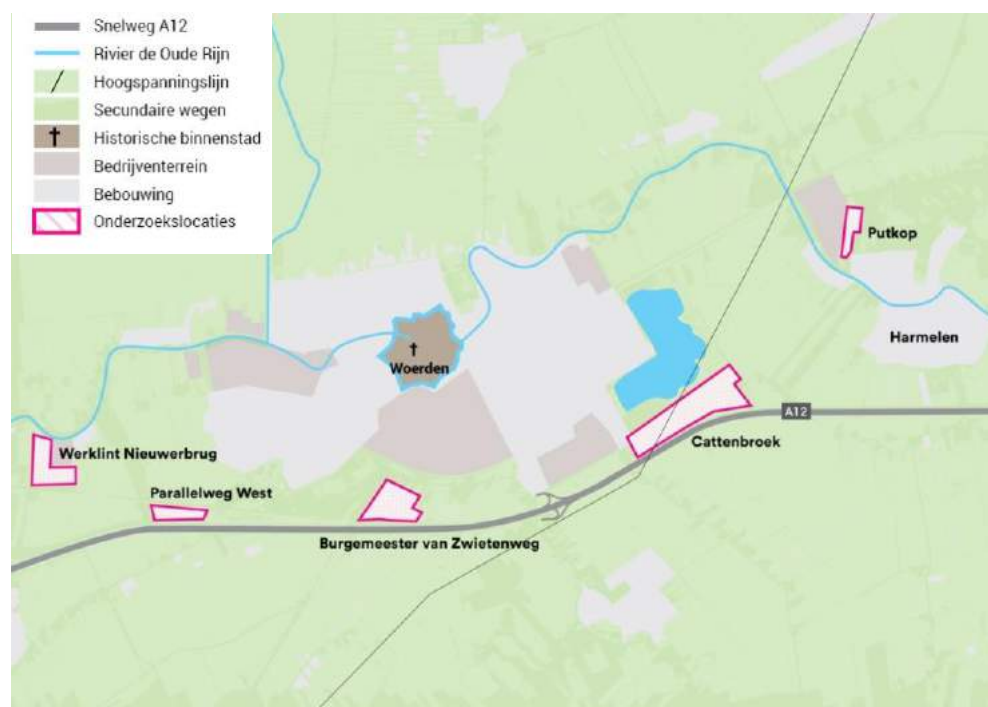 Snelweg A12
Rivier de Oude Rijn
Hoogspanningslijn
Secundaire wegen
Historische binnenstad
Bedrijventerrein
Bebouwing
Onderzoekslocaties
Putkop
Harmelen
Woerden
A12
Cattenbroek
Werklint Nieuwerbrug
Parallelweg West
Burgemeester van Zwietenweg